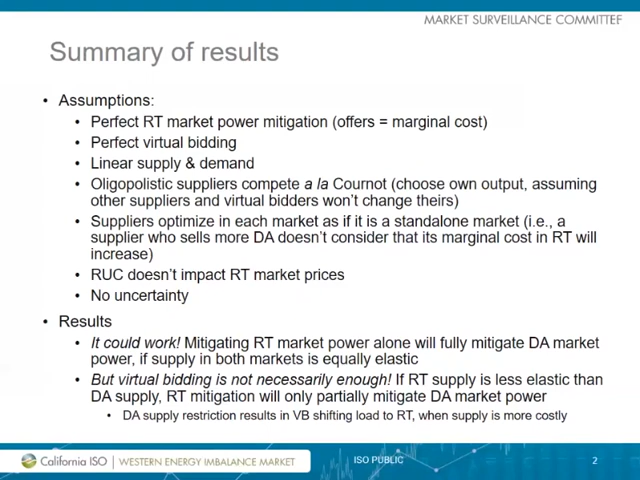 MARKET SURVEILLANCE COMMITTEE
Summary of results
• Assumptions:
• Perfect RT market power mitigation (offers = marginal cost)
• Perfect virtual bidding
• Linear supply & demand
• Oligopolistic suppliers compete a la Cournot (choose own output, assuming
other suppliers and virtual bidders won't change theirs)
• Suppliers optimize in each market as if it is a standalone market (i.e., a
supplier who sells more DA doesn't consider that its marginal cost in RT will
increase)
• RUC doesn't impact RT market prices
• No uncertainty
• Results
• It could work! Mitigating RT market power alone will fully mitigate DA market
power, if supply in both markets is equally elastic
• But virtual bidding is not necessarily enough! If RT supply is less elastic than
DA supply, RT mitigation will only partially mitigate DA market power
• DA supply restriction results in VB shifting load to RT, when supply is more costly
California ISO | WESTERN ENERGY IMBALANCE MARKET
ISO PUBLIC
2